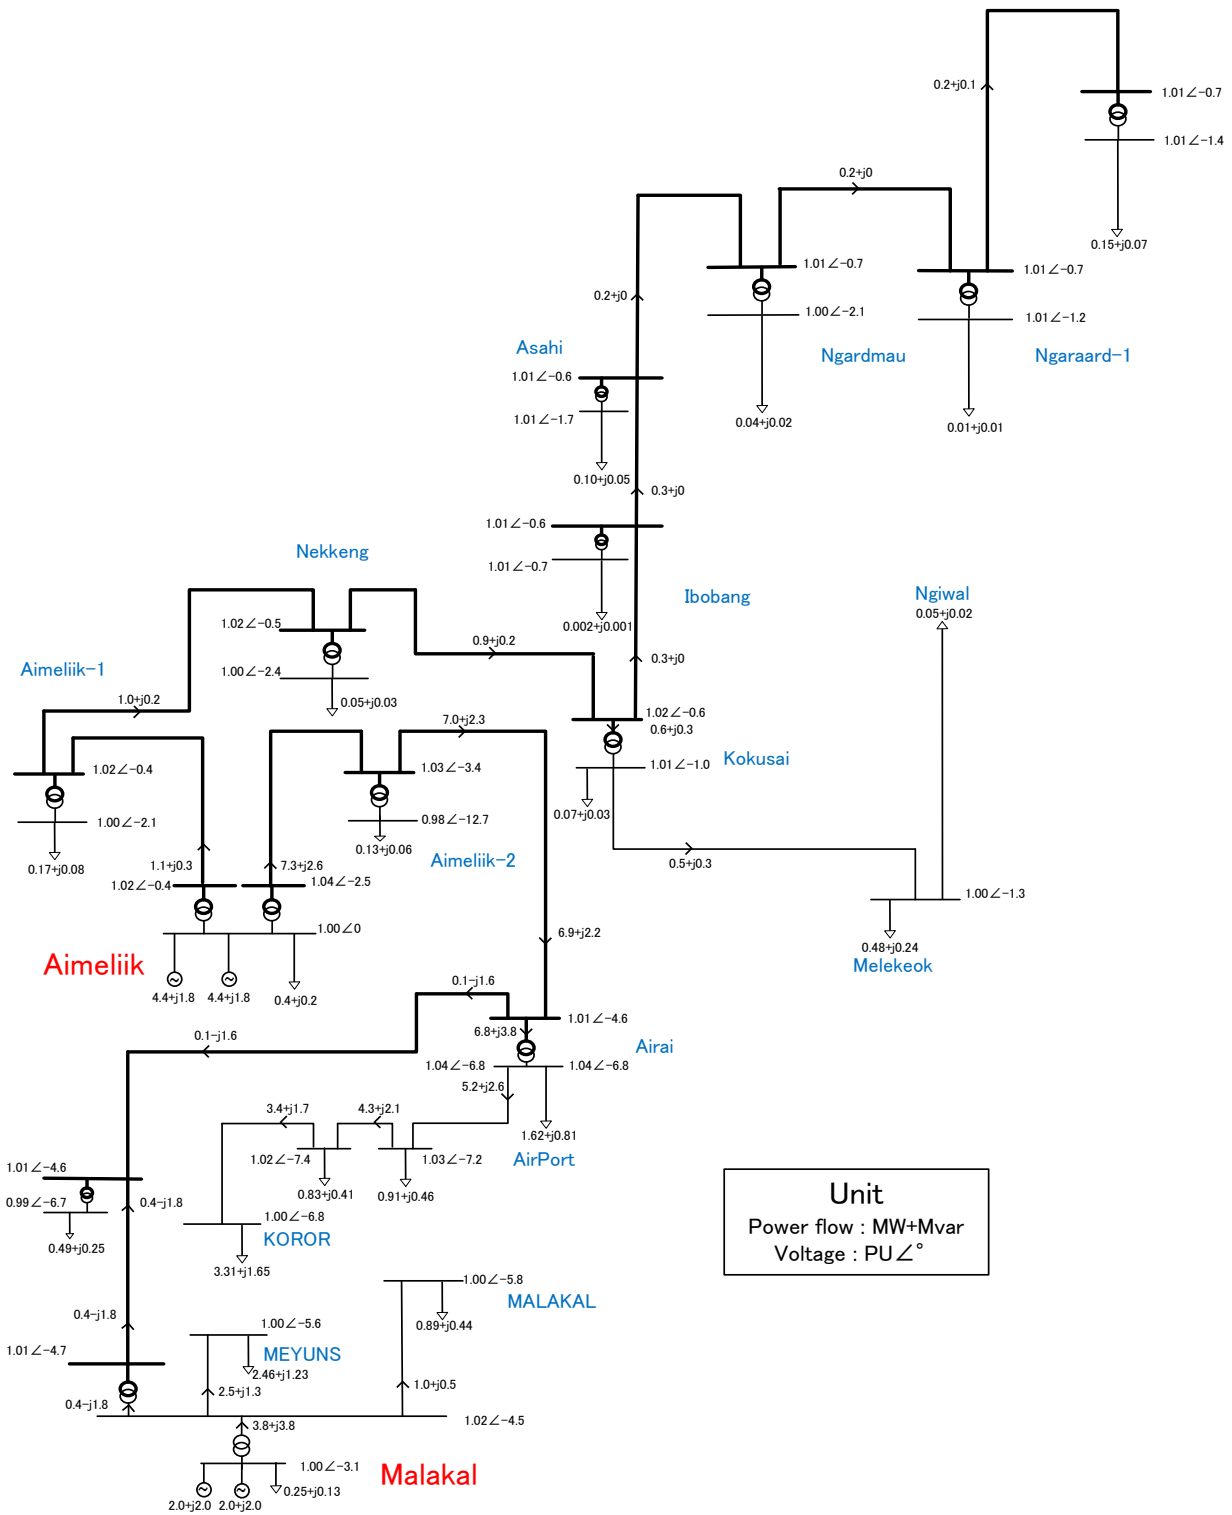 0.2+j0.1
1.01∠-0.7
1.01∠-1.4
0.2+j0
0.15+j0.07
1.01∠-0.7
1.01∠-0.7
0.2+j0
1.00∠-2.1
1.01∠-1.2
Asahi
Ngardmau
Ngaraard-1
1.01∠-0.6
1.01∠-1.7
0.04+j0.02
0.01+j0.01
0.10+j0.05
0.3+j0
1.01∠-0.6
Nekkeng
1.01∠-0.7
Ibobang
Ngiwal
0.05+j0.02
1.02∠-0.5
0.002+j0.001
0.9+j0.2
0.3+j0
Aimeliik-1
1.00∠-2.4
1.0+j0.2
0.05+j0.03
7.0+j2.3
1.02∠-0.6
0.6+j0.3
Kokusai
1.02∠-0.4
1.03∠-3.4
1.01∠-1.0
0.07+j0.03
1.00∠-2.1
0.98∠-12.7
0.13+j0.06
Aimeliik-2
0.17+j0.08
1.1+j0.3
7.3+j2.6
0.5+j0.3
1.02∠-0.4
1.04∠-2.5
1.00∠-1.3
1.00∠0
6.9+j2.2
0.48+j0.24
Melekeok
Aimeliik
4.4+j1.8
4.4+j1.8
0.4+j0.2
0.1-j1.6
1.01∠-4.6
0.1-j1.6
6.8+j3.8
Airai
1.04∠-6.8
1.04∠-6.8
5.2+j2.6
3.4+j1.7
4.3+j2.1
1.62+j0.81
1.02∠-7.4
1.03∠-7.2
AirPort
1.01∠-4.6
0.83+j0.41
0.91+j0.46
0.99∠-6.7
0.4-j1.8
1.00∠-6.8
KOROR
0.49+j0.25
3.31+j1.65
Unit
Power flow : MW+Mvar
Voltage : PU∠°
1.00∠-5.8
MALAKAL
0.4-j1.8
1.00∠-5.6
0.89+j0.44
1.01∠-4.7
MEYUNS
2.46+j1.23
2.5+j1.3
1.0+j0.5
0.4-j1.8
1.02∠-4.5
3.8+j3.8
1.00∠-3.1
Malakal
0.25+j0.13
2.0+j2.0
2.0+j2.0